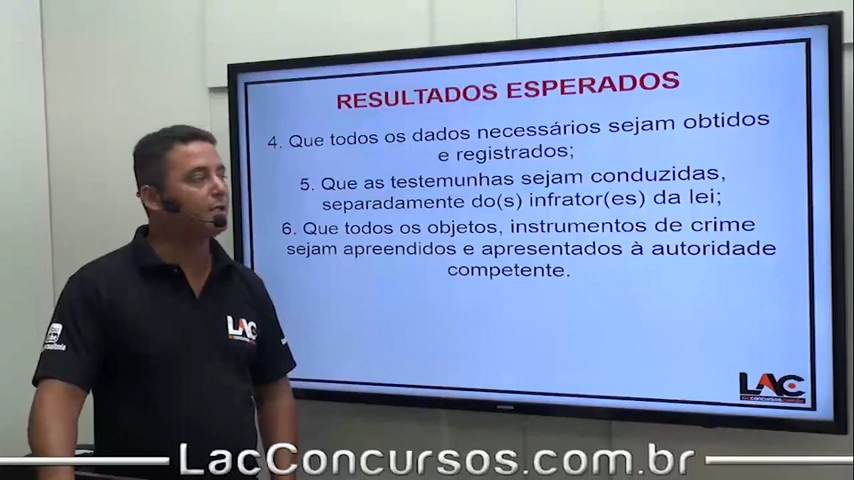 RESULTADOS ESPERADOS
4. Que todos os dados necessários sejam obtidos
e registrados;
5. Que as testemunhas sejam conduzidas,
separadamente do(s) infrator(es) da lei;
6. Que todos os objetos, instrumentos de crime
sejam apreendidos e apresentados à autoridade
competente.
LAC
LAC
LacConcursos.com.br